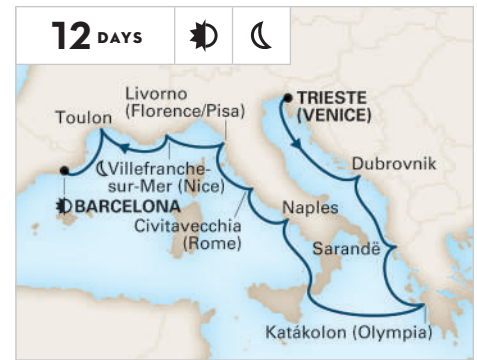 12 DAYS
Livorno
(Florence/Pisa)
Toulon
TRIESTE
(VENICE)
Dubrovnik
Villefranche-
sur-Mer (Nice)
BARCELONA
Civitavecchia
(Rome)
Naples
Sarandë
Katákolon (Olympia)